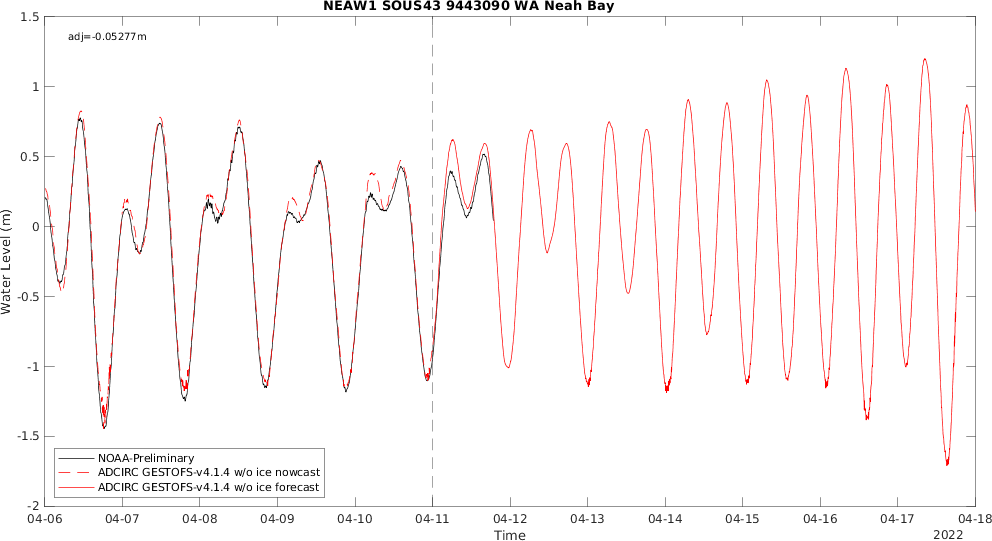 NEAW1 SOUS43 9443090 WA Neah Bay
adj=-0.05277m
1.5
1
0.5
0
-0.5
-1
-1.5
-2
Water Level (m)
NOAA-Preliminary
ADCIRC GESTOFS-v4.1.4 w/o ice nowcast
ADCIRC GESTOFS-v4.1.4 w/o ice forecast
04-06 04-07 04-08 04-09 04-10 04-11 04-12 04-13 04-14 04-15 04-16 04-17 04-18
Time
2022